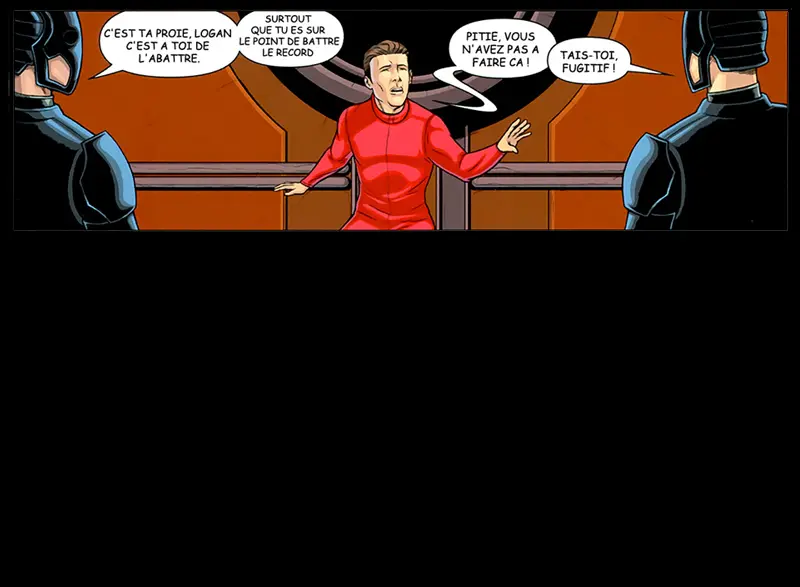 C'EST TA PROIE, LOGAN
C'EST A TOI DE
L'ABATTRE.
SURTOUT
QUE TU ES SUR
LE POINT DE BATTRE
LE RECORD
PITIE, VOUS
N'AVEZ PAS A
FAIRE CA !
TAIS-TOI,
FUGITIF !